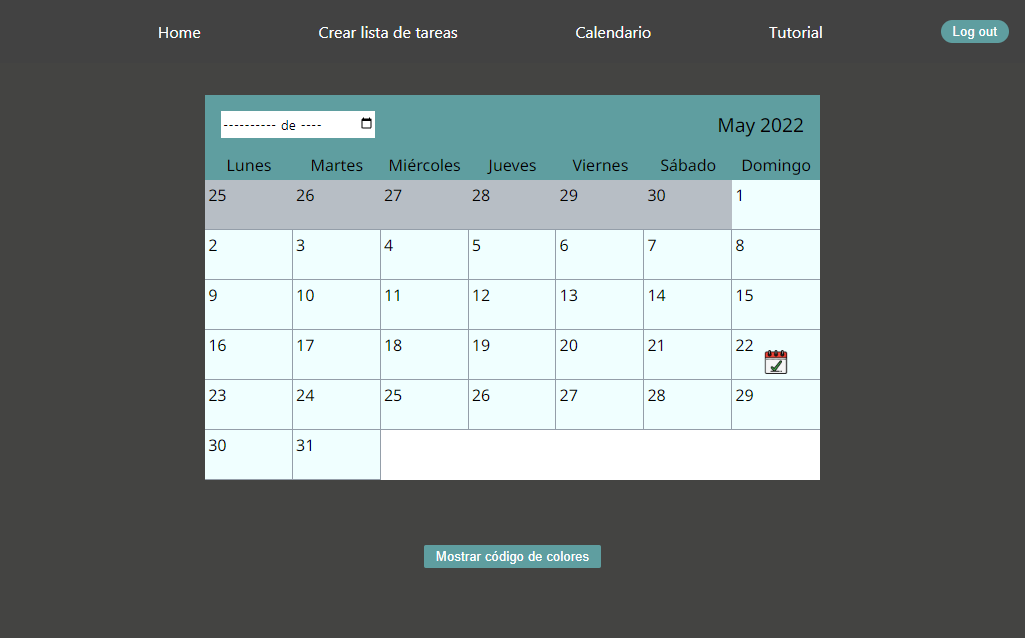 Home Crear lista de tareas Calendario Tutorial Log out
---------- de ---- May 2022
Lunes Martes Miércoles Jueves Viernes Sábado Domingo
25 26 27 28 29 30 1
2 3 4 5 6 7 8
9 10 11 12 13 14 15
16 17 18 19 20 21 22
23 24 25 26 27 28 29
30 31
Mostrar código de colores